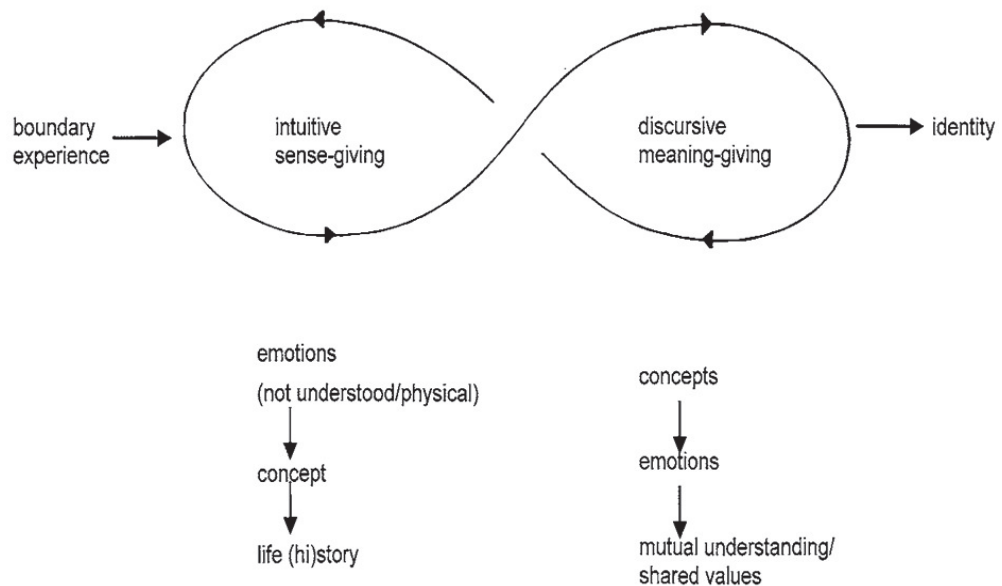 boundary
experience
intuitive
sense-giving
discursive
meaning-giving
identity
emotions
(not understood/physical)
concept
life (hi)story
concepts
emotions
mutual understanding/
shared values